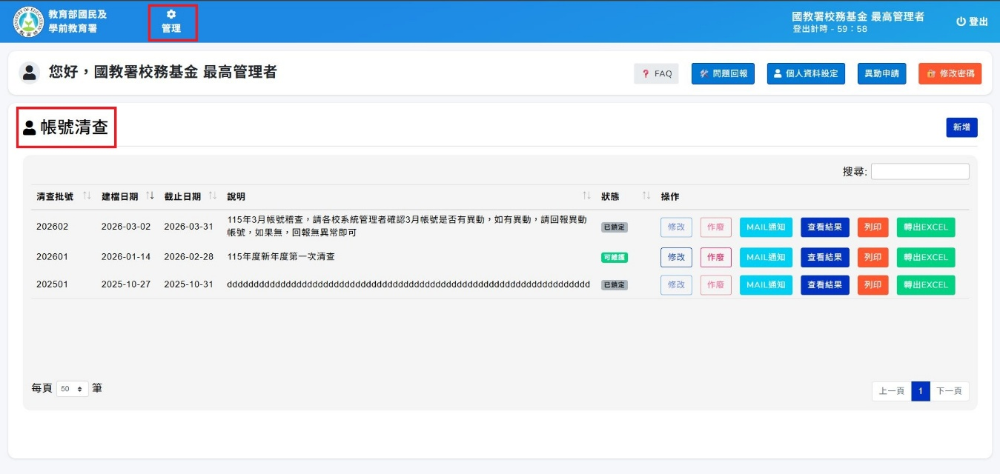 教育部國民及
學前教育署
管理
國教署校務基金 最高管理者
登出計時 - 59：58
登出
您好，國教署校務基金 最高管理者
FAQ
問題回報
個人資料設定
異動申請
修改密碼
帳號清查
新增
搜尋:
清查批號 建檔日期 截止日期 說明 狀態 操作
202602 2026-03-02 2026-03-31 115年3月帳號稽查，請各校系統管理者確認3月帳號是否有異動，如有異動，請回報異動
帳號，如果無，回報無異常即可
已鎖定 修改 作廢 MAIL通知 查看結果 列印 轉出EXCEL
202601 2026-01-14 2026-02-28 115年度新年度第一次清查 可維護 修改 作廢 MAIL通知 查看結果 列印 轉出EXCEL
202501 2025-10-27 2025-10-31 dddddddddddddddddddddddddddddddddddddddddddddddddddddddddddddddddddd 已鎖定 修改 作廢 MAIL通知 查看結果 列印 轉出EXCEL
每頁 50 筆
上一頁 1 下一頁